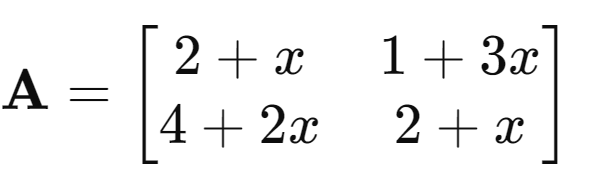 A = [ 2 + x   1 + 3x
4 + 2x   2 + x ]